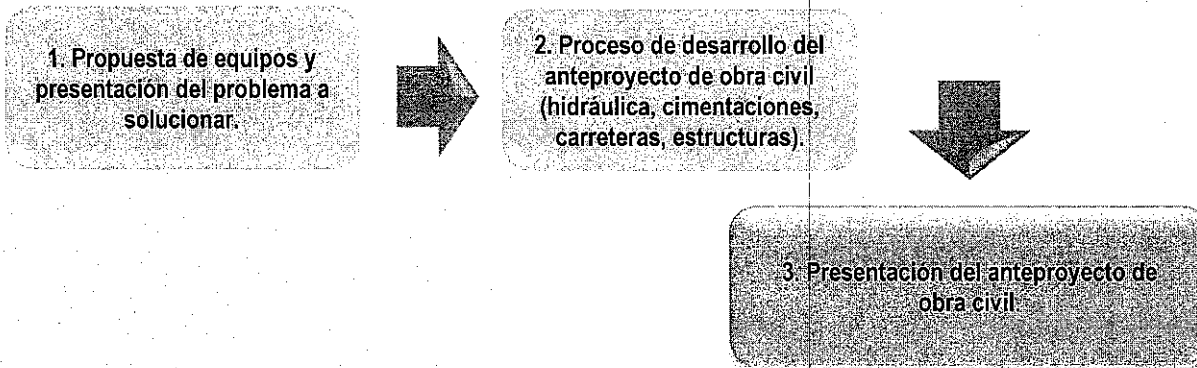 1. Propuesta de equipos y
presentación del problema a
solucionar.
2. Proceso de desarrollo del
anteproyecto de obra civil
(hidráulica, cimentaciones,
carreteras, estructuras).
3. Presentación del anteproyecto de
obra civil.